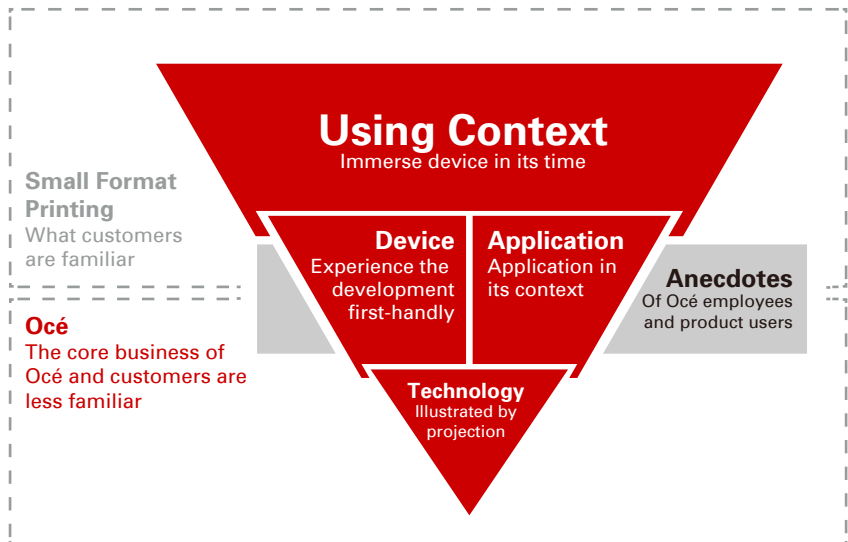 Using Context
Immerse device in its time
Small Format
Printing
What customers
are familiar
Device
Experience the
development
first-handly
Application
Application in
its context
Anecdotes
Of Océ employees
and product users
Océ
The core business of
Océ and customers are
less familiar
Technology
Illustrated by
projection